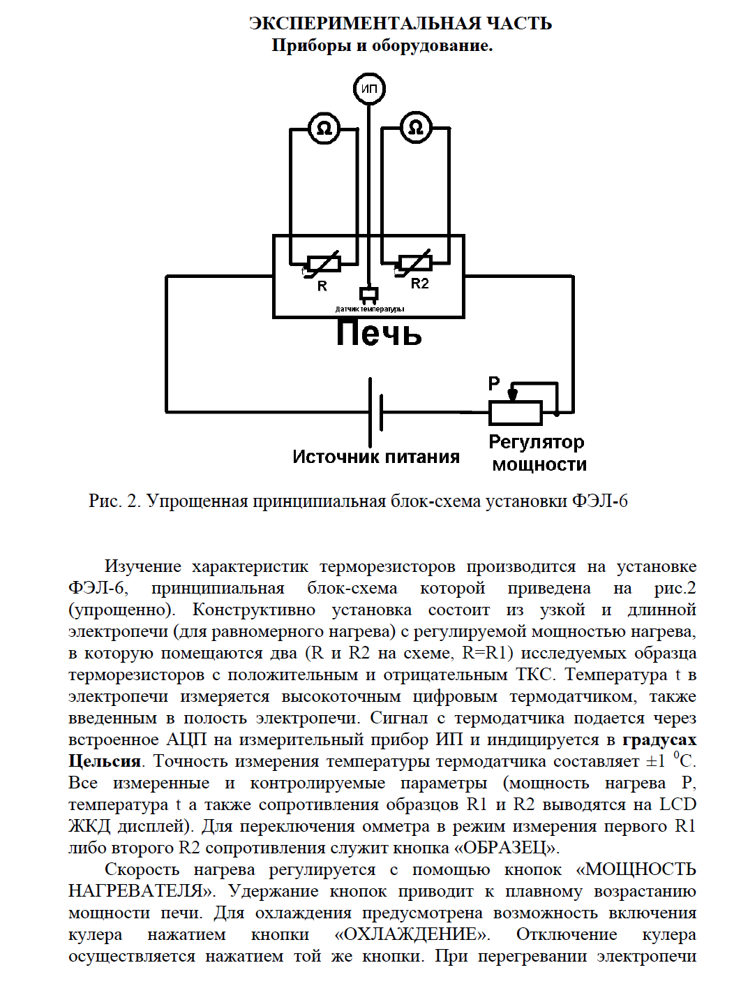 ЭКСПЕРИМЕНТАЛЬНАЯ ЧАСТЬ
Приборы и оборудование.
ИП
Ω Ω
t t
R R2
Датчик температуры
Печь
P
Источник питания
Регулятор
мощности
Рис. 2. Упрощенная принципиальная блок-схема установки ФЭЛ-6
Изучение характеристик терморезисторов производится на установке
ФЭЛ-6, принципиальная блок-схема которой приведена на рис.2
(упрощенно). Конструктивно установка состоит из узкой и длинной
электропечи (для равномерного нагрева) с регулируемой мощностью нагрева,
в которую помещаются два (R и R2 на схеме, R=R1) исследуемых образца
терморезисторов с положительным и отрицательным ТКС. Температура t в
электропечи измеряется высокоточным цифровым термодатчиком, также
введенным в полость электропечи. Сигнал с термодатчика подается через
встроенное АЦП на измерительный прибор ИП и индицируется в градусах
Цельсия. Точность измерения температуры термодатчика составляет ±1 ⁰С.
Все измеренные и контролируемые параметры (мощность нагрева P,
температура t а также сопротивления образцов R1 и R2 выводятся на LCD
ЖКД дисплей). Для переключения омметра в режим измерения первого R1
либо второго R2 сопротивления служит кнопка «ОБРАЗЕЦ».
Скорость нагрева регулируется с помощью кнопок «МОЩНОСТЬ
НАГРЕВАТЕЛЯ». Удержание кнопок приводит к плавному возрастанию
мощности печи. Для охлаждения предусмотрена возможность включения
кулера нажатием кнопки «ОХЛАЖДЕНИЕ». Отключение кулера
осуществляется нажатием той же кнопки. При перегревании электропечи